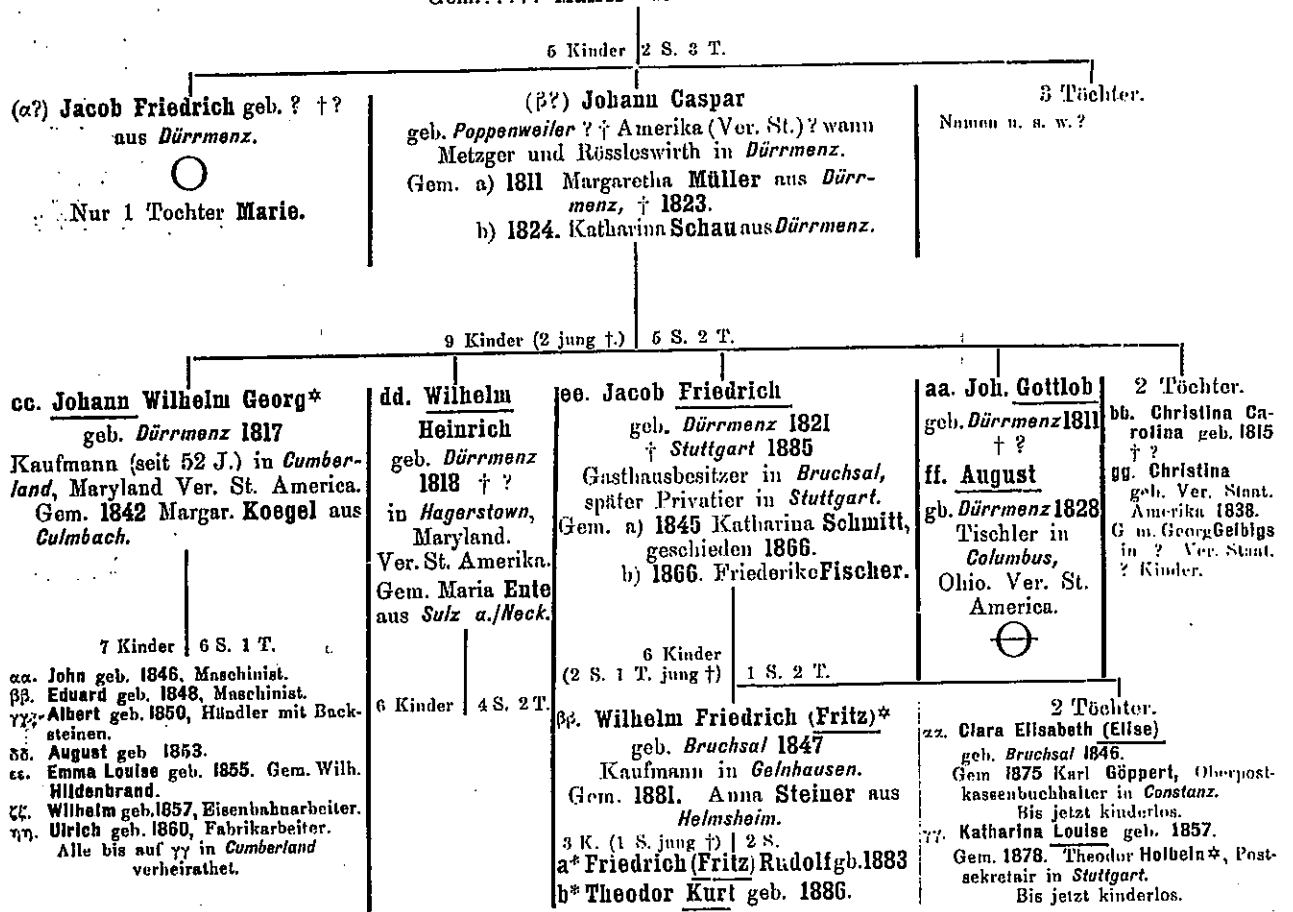 Gem.
5 Kinder 2 S. 3 T.
(α?) Jacob Friedrich geb. ? † ?
aus Dürrmenz.
Nur 1 Tochter Marie.
(β?) Johann Caspar
geb. Poppenweiler ? † Amerika (Ver. St.) ? wann
Metzger und Rössleswirth in Dürrmenz.
Gem. a) 1811 Margaretha Müller aus Dürr-
menz, † 1823.
b) 1824. Katharina Schau aus Dürrmenz.
3 Töchter.
Namen u. s. w. ?
9 Kinder (2 jung †.) 5 S. 2 T.
cc. Johann Wilhelm Georg*
geb. Dürrmenz 1817
Kaufmann (seit 52 J.) in Cumber-
land, Maryland Ver. St. America.
Gem. 1842 Margar. Koegel aus
Culmbach.
7 Kinder 6 S. 1 T.
αα. John geb. 1846, Maschinist.
ββ. Eduard geb. 1848, Maschinist.
γγ. Albert geb. 1850, Händler mit Back-
steinen.
δδ. August geb 1853.
εε. Emma Louise geb. 1855. Gem. Wilh.
Hildenbrand.
ζζ. Wilhelm geb. 1857, Eisenbahnarbeiter.
ηη. Ulrich geb. 1860, Fabrikarbeiter.
Alle bis auf γγ in Cumberland
verheirathet.
dd. Wilhelm
Heinrich
geb. Dürrmenz
1818 † ?
in Hagerstown,
Maryland.
Ver. St. Amerika.
Gem. Maria Ente
aus Sulz a./Neck.
6 Kinder 4 S. 2 T.
ee. Jacob Friedrich
geb. Dürrmenz 1821
† Stuttgart 1885
Gasthausbesitzer in Bruchsal,
später Privatier in Stuttgart.
Gem. a) 1845 Katharina Schmitt,
geschieden 1866.
b) 1866. Friederike Fischer.
6 Kinder
(2 S. 1 T. jung †) 1 S. 2 T.
ββ. Wilhelm Friedrich (Fritz)*
geb. Bruchsal 1847
Kaufmann in Gelnhausen.
Gem. 1881. Anna Steiner aus
Helmsheim.
3 K. (1 S. jung †) 2 S.
a* Friedrich (Fritz) Rudolf gb. 1883
b* Theodor Kurt geb. 1886.
aa. Joh. Gottlob
geb. Dürrmenz 1811
† ?
ff. August
gb. Dürrmenz 1828
Tischler in
Columbus,
Ohio. Ver. St.
America.
2 Töchter.
bb. Christina Ca-
rolina geb. 1815
† ?
gg. Christina
geb. Ver. Staat.
Amerika 1838.
G m. Georg Gelbigs
in ? Ver. Staat.
? Kinder.
2 Töchter.
αα. Clara Elisabeth (Elise)
geb. Bruchsal 1846.
Gem 1875 Karl Göppert, Oberpost-
kassenbuchhalter in Constanz.
Bis jetzt kinderlos.
γγ. Katharina Louise geb. 1857.
Gem. 1878. Theodor Holbein*, Post-
sekretair in Stuttgart.
Bis jetzt kinderlos.